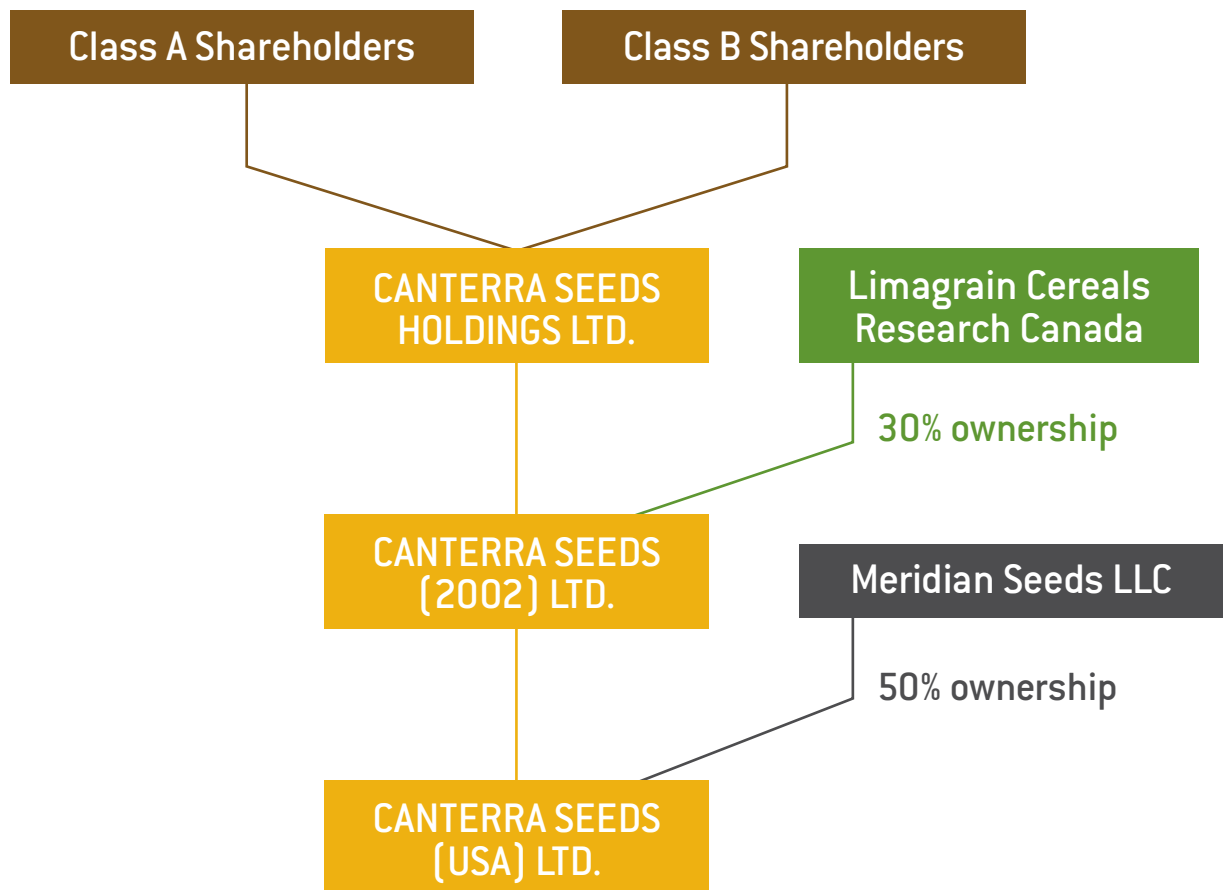 Class A Shareholders
Class B Shareholders
CANTERRA SEEDS
HOLDINGS LTD.
Limagrain Cereals
Research Canada
30% ownership
CANTERRA SEEDS
(2002) LTD.
Meridian Seeds LLC
50% ownership
CANTERRA SEEDS
(USA) LTD.